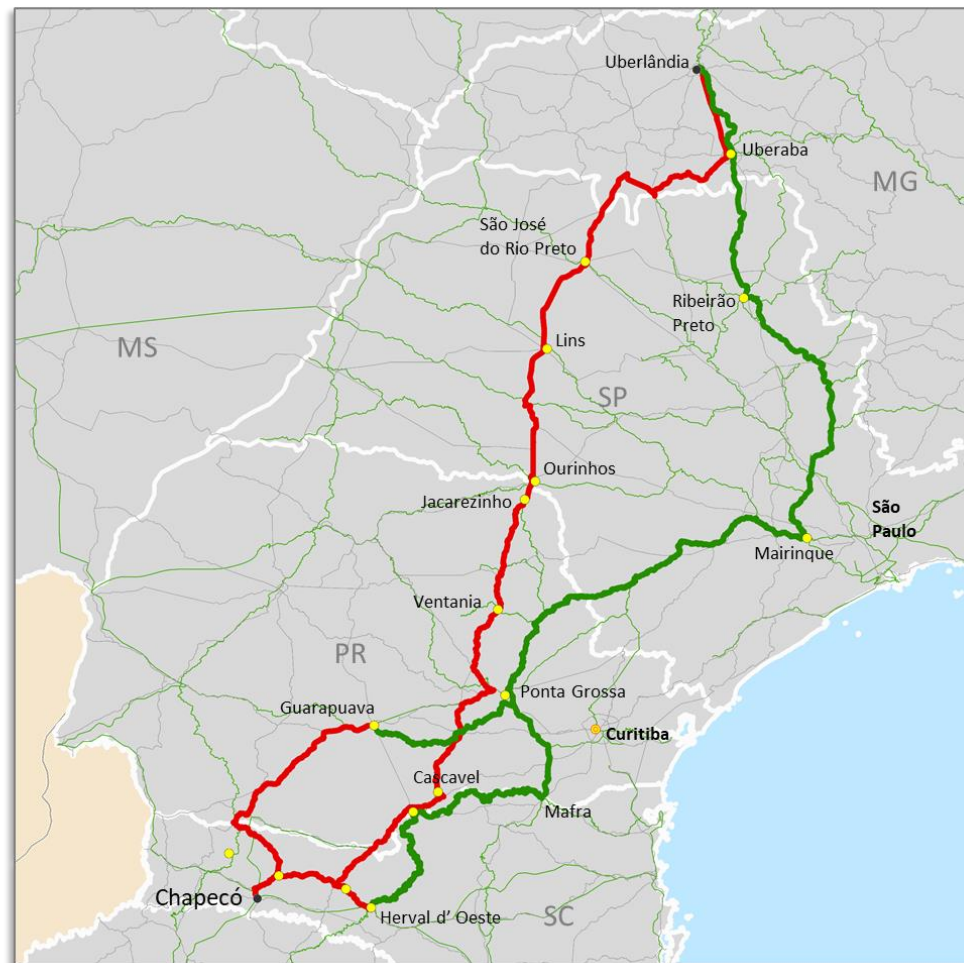 Uberlândia
Uberaba
MG
São José
do Rio Preto
Ribeirão
Preto
MS
Lins
SP
Ourinhos
Jacarezinho
São
Paulo
Mairinque
Ventania
PR
Ponta Grossa
Guarapuava
Curitiba
Cascavel
Mafra
Chapecó
Herval d' Oeste
SC